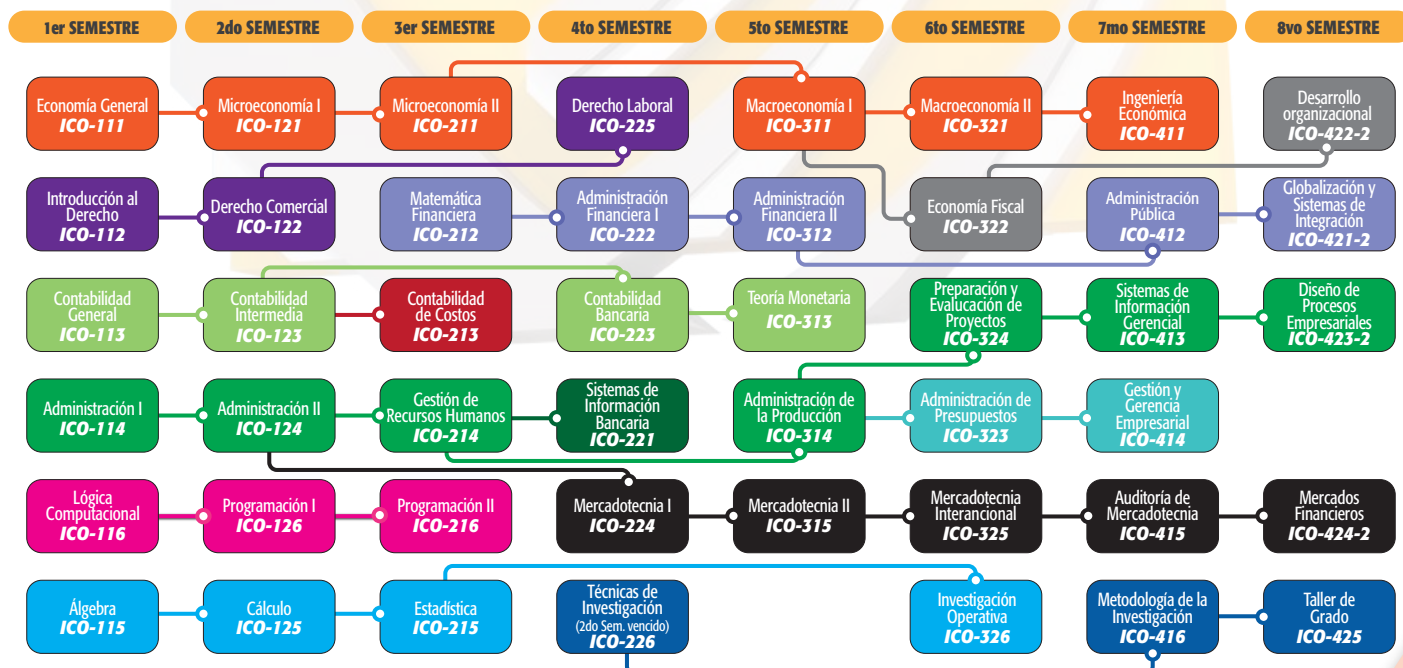 1er SEMESTRE
2do SEMESTRE
3er SEMESTRE
4to SEMESTRE
5to SEMESTRE
6to SEMESTRE
7mo SEMESTRE
8vo SEMESTRE
Economía General
ICO-111
Microeconomía I
ICO-121
Microeconomía II
ICO-211
Derecho Laboral
ICO-225
Macroeconomía I
ICO-311
Macroeconomía II
ICO-321
Ingeniería
Económica
ICO-411
Desarrollo
organizacional
ICO-422-2
Introducción al
Derecho
ICO-112
Derecho Comercial
ICO-122
Matemática
Financiera
ICO-212
Administración
Financiera I
ICO-222
Administración
Financiera II
ICO-312
Economía Fiscal
ICO-322
Administración
Pública
ICO-412
Globalización y
Sistemas de
Integración
ICO-421-2
Contabilidad
General
ICO-113
Contabilidad
Intermedia
ICO-123
Contabilidad
de Costos
ICO-213
Contabilidad
Bancaria
ICO-223
Teoría Monetaria
ICO-313
Preparación y
Evalucación de
Proyectos
ICO-324
Sistemas de
Información
Gerencial
ICO-413
Diseño de
Procesos
Empresariales
ICO-423-2
Administración I
ICO-114
Administración II
ICO-124
Gestión de
Recursos Humanos
ICO-214
Sistemas de
Información
Bancaria
ICO-221
Administración de
la Producción
ICO-314
Administración de
Presupuestos
ICO-323
Gestión y
Gerencia
Empresarial
ICO-414
Lógica
Computacional
ICO-116
Programación I
ICO-126
Programación II
ICO-216
Mercadotecnia I
ICO-224
Mercadotecnia II
ICO-315
Mercadotecnia
Interancional
ICO-325
Auditoría de
Mercadotecnia
ICO-415
Mercados
Financieros
ICO-424-2
Álgebra
ICO-115
Cálculo
ICO-125
Estadística
ICO-215
Técnicas de
Investigación
(2do Sem. vencido)
ICO-226
Investigación
Operativa
ICO-326
Metodología de la
Investigación
ICO-416
Taller de
Grado
ICO-425